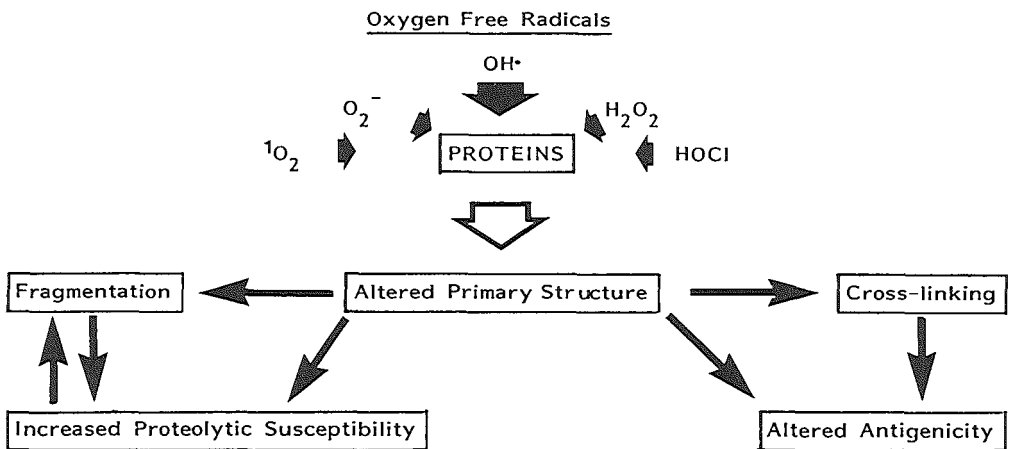 Oxygen Free Radicals
OH•
O₂⁻
H₂O₂
¹O₂
PROTEINS
HOCl
Fragmentation
Altered Primary Structure
Cross-linking
Increased Proteolytic Susceptibility
Altered Antigenicity